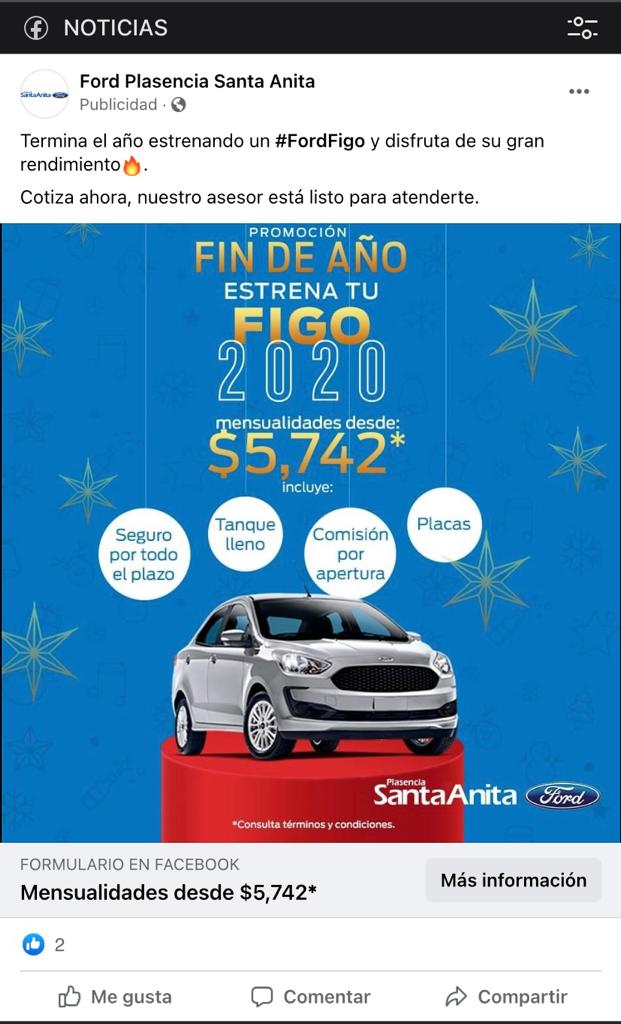 NOTICIAS
Ford Plasencia Santa Anita
Publicidad ·
Termina el año estrenando un #FordFigo y disfruta de su gran
rendimiento🔥.
Cotiza ahora, nuestro asesor está listo para atenderte.
PROMOCIÓN
FIN DE AÑO
ESTRENA TU
FIGO
2020
mensualidades desde:
$5,742*
incluye:
Seguro
por todo
el plazo
Tanque
lleno
Comisión
por
apertura
Placas
Plasencia
SantaAnita
Ford
*Consulta términos y condiciones.
FORMULARIO EN FACEBOOK
Mensualidades desde $5,742*
Más información
2
Me gusta
Comentar
Compartir